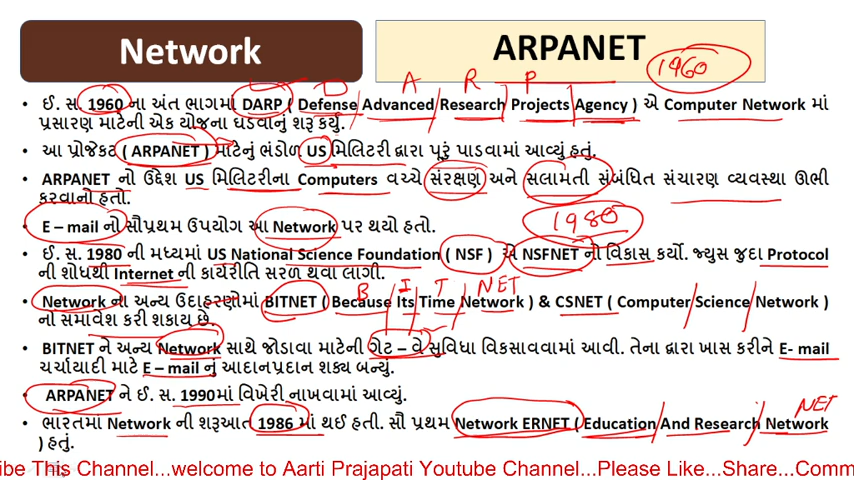 Network
ARPANET
1960
D A R P
• ઈ. સ. 1960 ના અંત ભાગમાં DARP ( Defense Advanced Research Projects Agency ) એ Computer Network માં
પ્રસારણ માટેની એક યોજના ઘડવાનું શરૂ કર્યું.
• આ પ્રોજેક્ટ ( ARPANET ) માટેનું ભંડોળ US મિલિટરી દ્વારા પૂરું પાડવામાં આવ્યું હતું.
• ARPANET નો ઉદ્દેશ US મિલિટરીના Computers વચ્ચે સંરક્ષણ અને સલામતી સંબંધિત સંચારણ વ્યવસ્થા ઊભી
કરવાનો હતો.
1980
• E – mail નો સૌપ્રથમ ઉપયોગ આ Network પર થયો હતો.
• ઈ. સ. 1980 ની મધ્યમાં US National Science Foundation ( NSF ) એ NSFNET નો વિકાસ કર્યો. જ્યુસ જુદા Protocol
ની શોધથી Internet ની કાર્યરીતિ સરળ થવા લાગી.
B I T NET
• Network ના અન્ય ઉદાહરણોમાં BITNET ( Because Its Time Network ) & CSNET ( Computer Science Network )
નો સમાવેશ કરી શકાય છે.
• BITNET ને અન્ય Network સાથે જોડાવા માટેની ગેટ – વે સુવિધા વિકસાવવામાં આવી. તેના દ્વારા ખાસ કરીને E- mail
ચર્ચાયાદી માટે E – mail નું આદાનપ્રદાન શક્ય બન્યું.
• ARPANET ને ઈ. સ. 1990માં વિખેરી નાખવામાં આવ્યું.
NET
• ભારતમાં Network ની શરૂઆત 1986 માં થઈ હતી. સૌ પ્રથમ Network ERNET ( Education And Research Network
) હતું.
ibe This Channel...welcome to Aarti Prajapati Youtube Channel...Please Like...Share...Comm